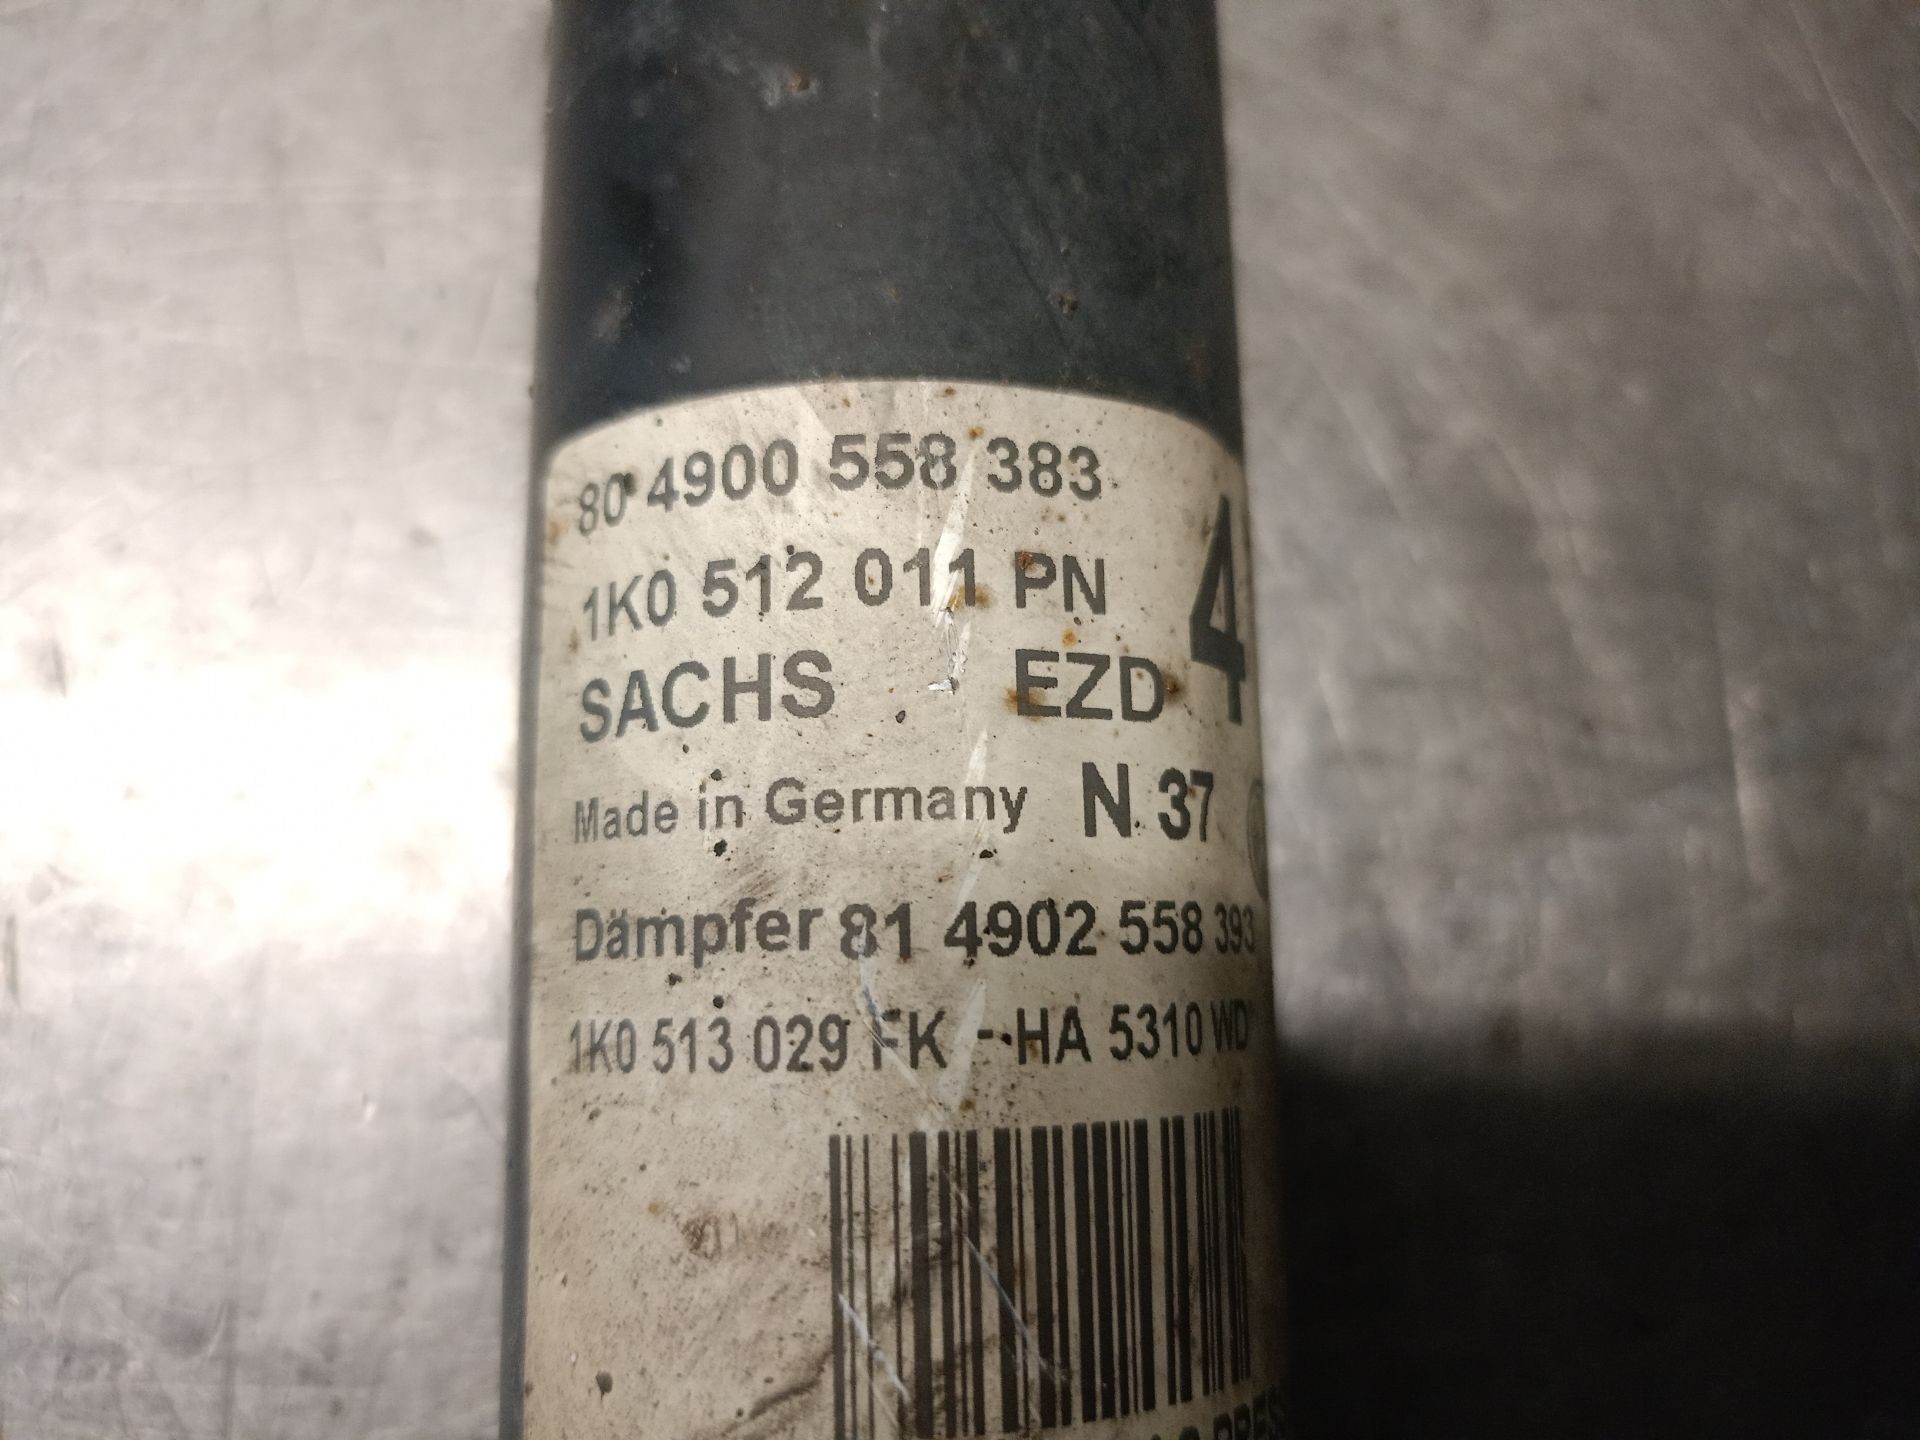 80 4900 558 383
1K0 512 011 PN 4
SACHS EZD
Made in Germany N 37
Dämpfer 81 4902 558 393
1K0 513 029 FK - HA 5310 WD